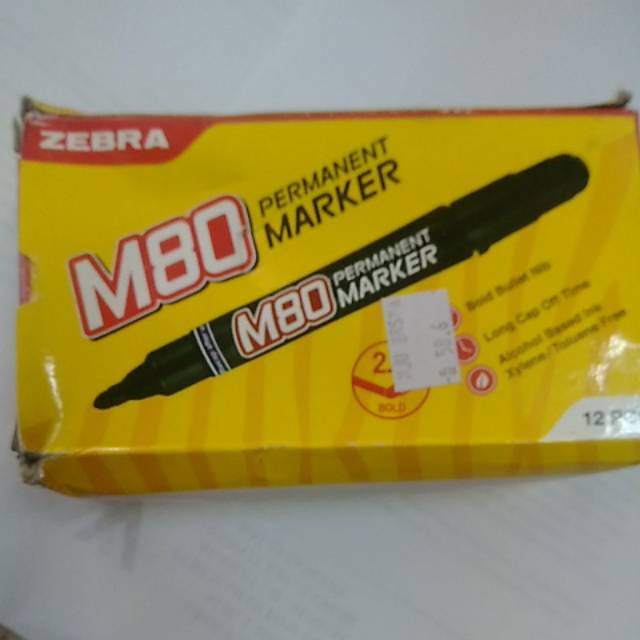 ZEBRA
M80 PERMANENT
MARKER
M80 PERMANENT
MARKER
Bold Bullet Nib
Long Cap Off Time
Alcohol Based Ink
Xylene/Toluene Free
2.
BOLD
12